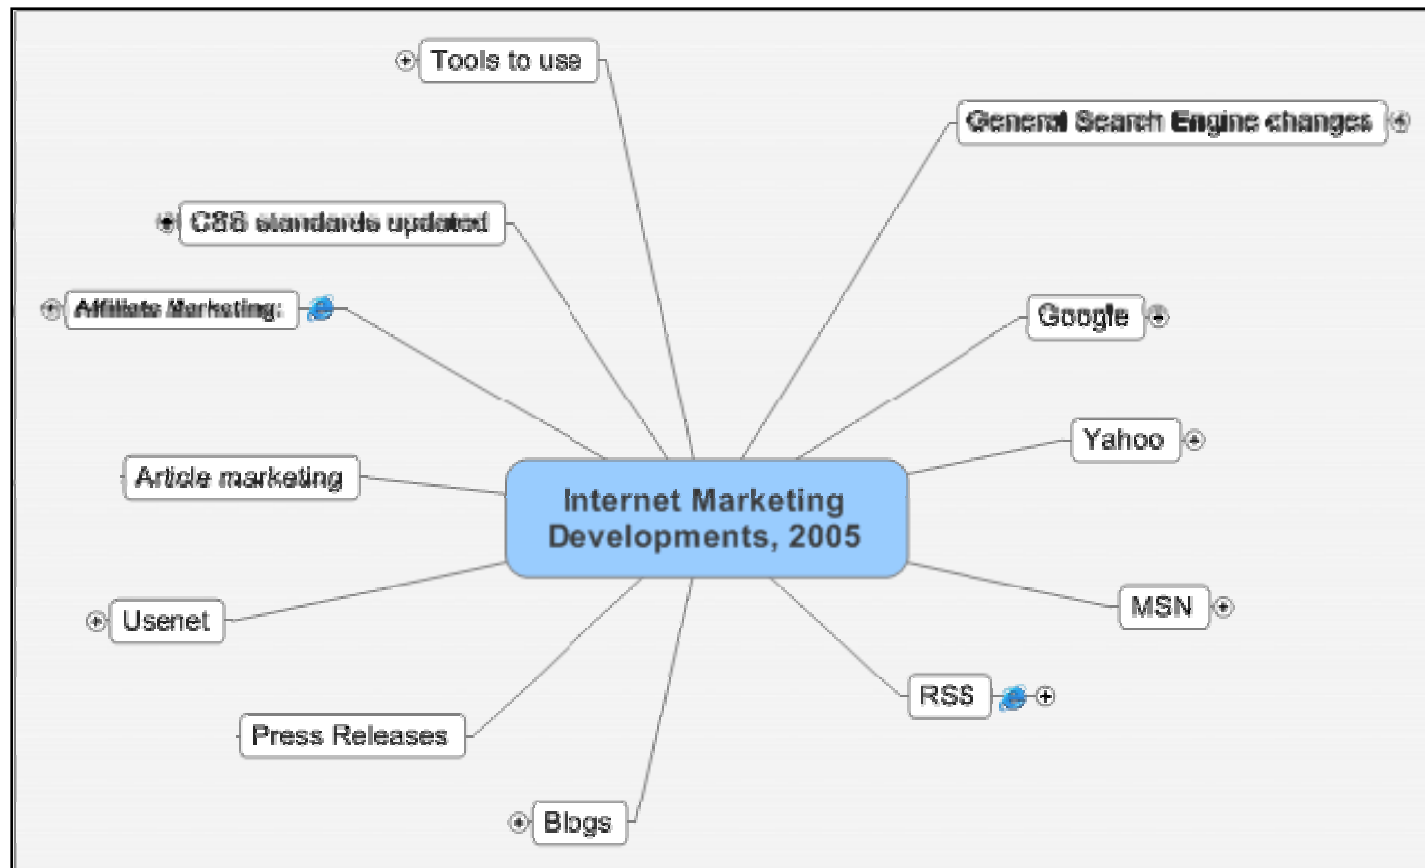 Tools to use
General Search Engine changes
CSS standards updated
Affiliate Marketing:
Google
Yahoo
Article marketing
Internet Marketing
Developments, 2005
MSN
Usenet
RSS
Press Releases
Blogs